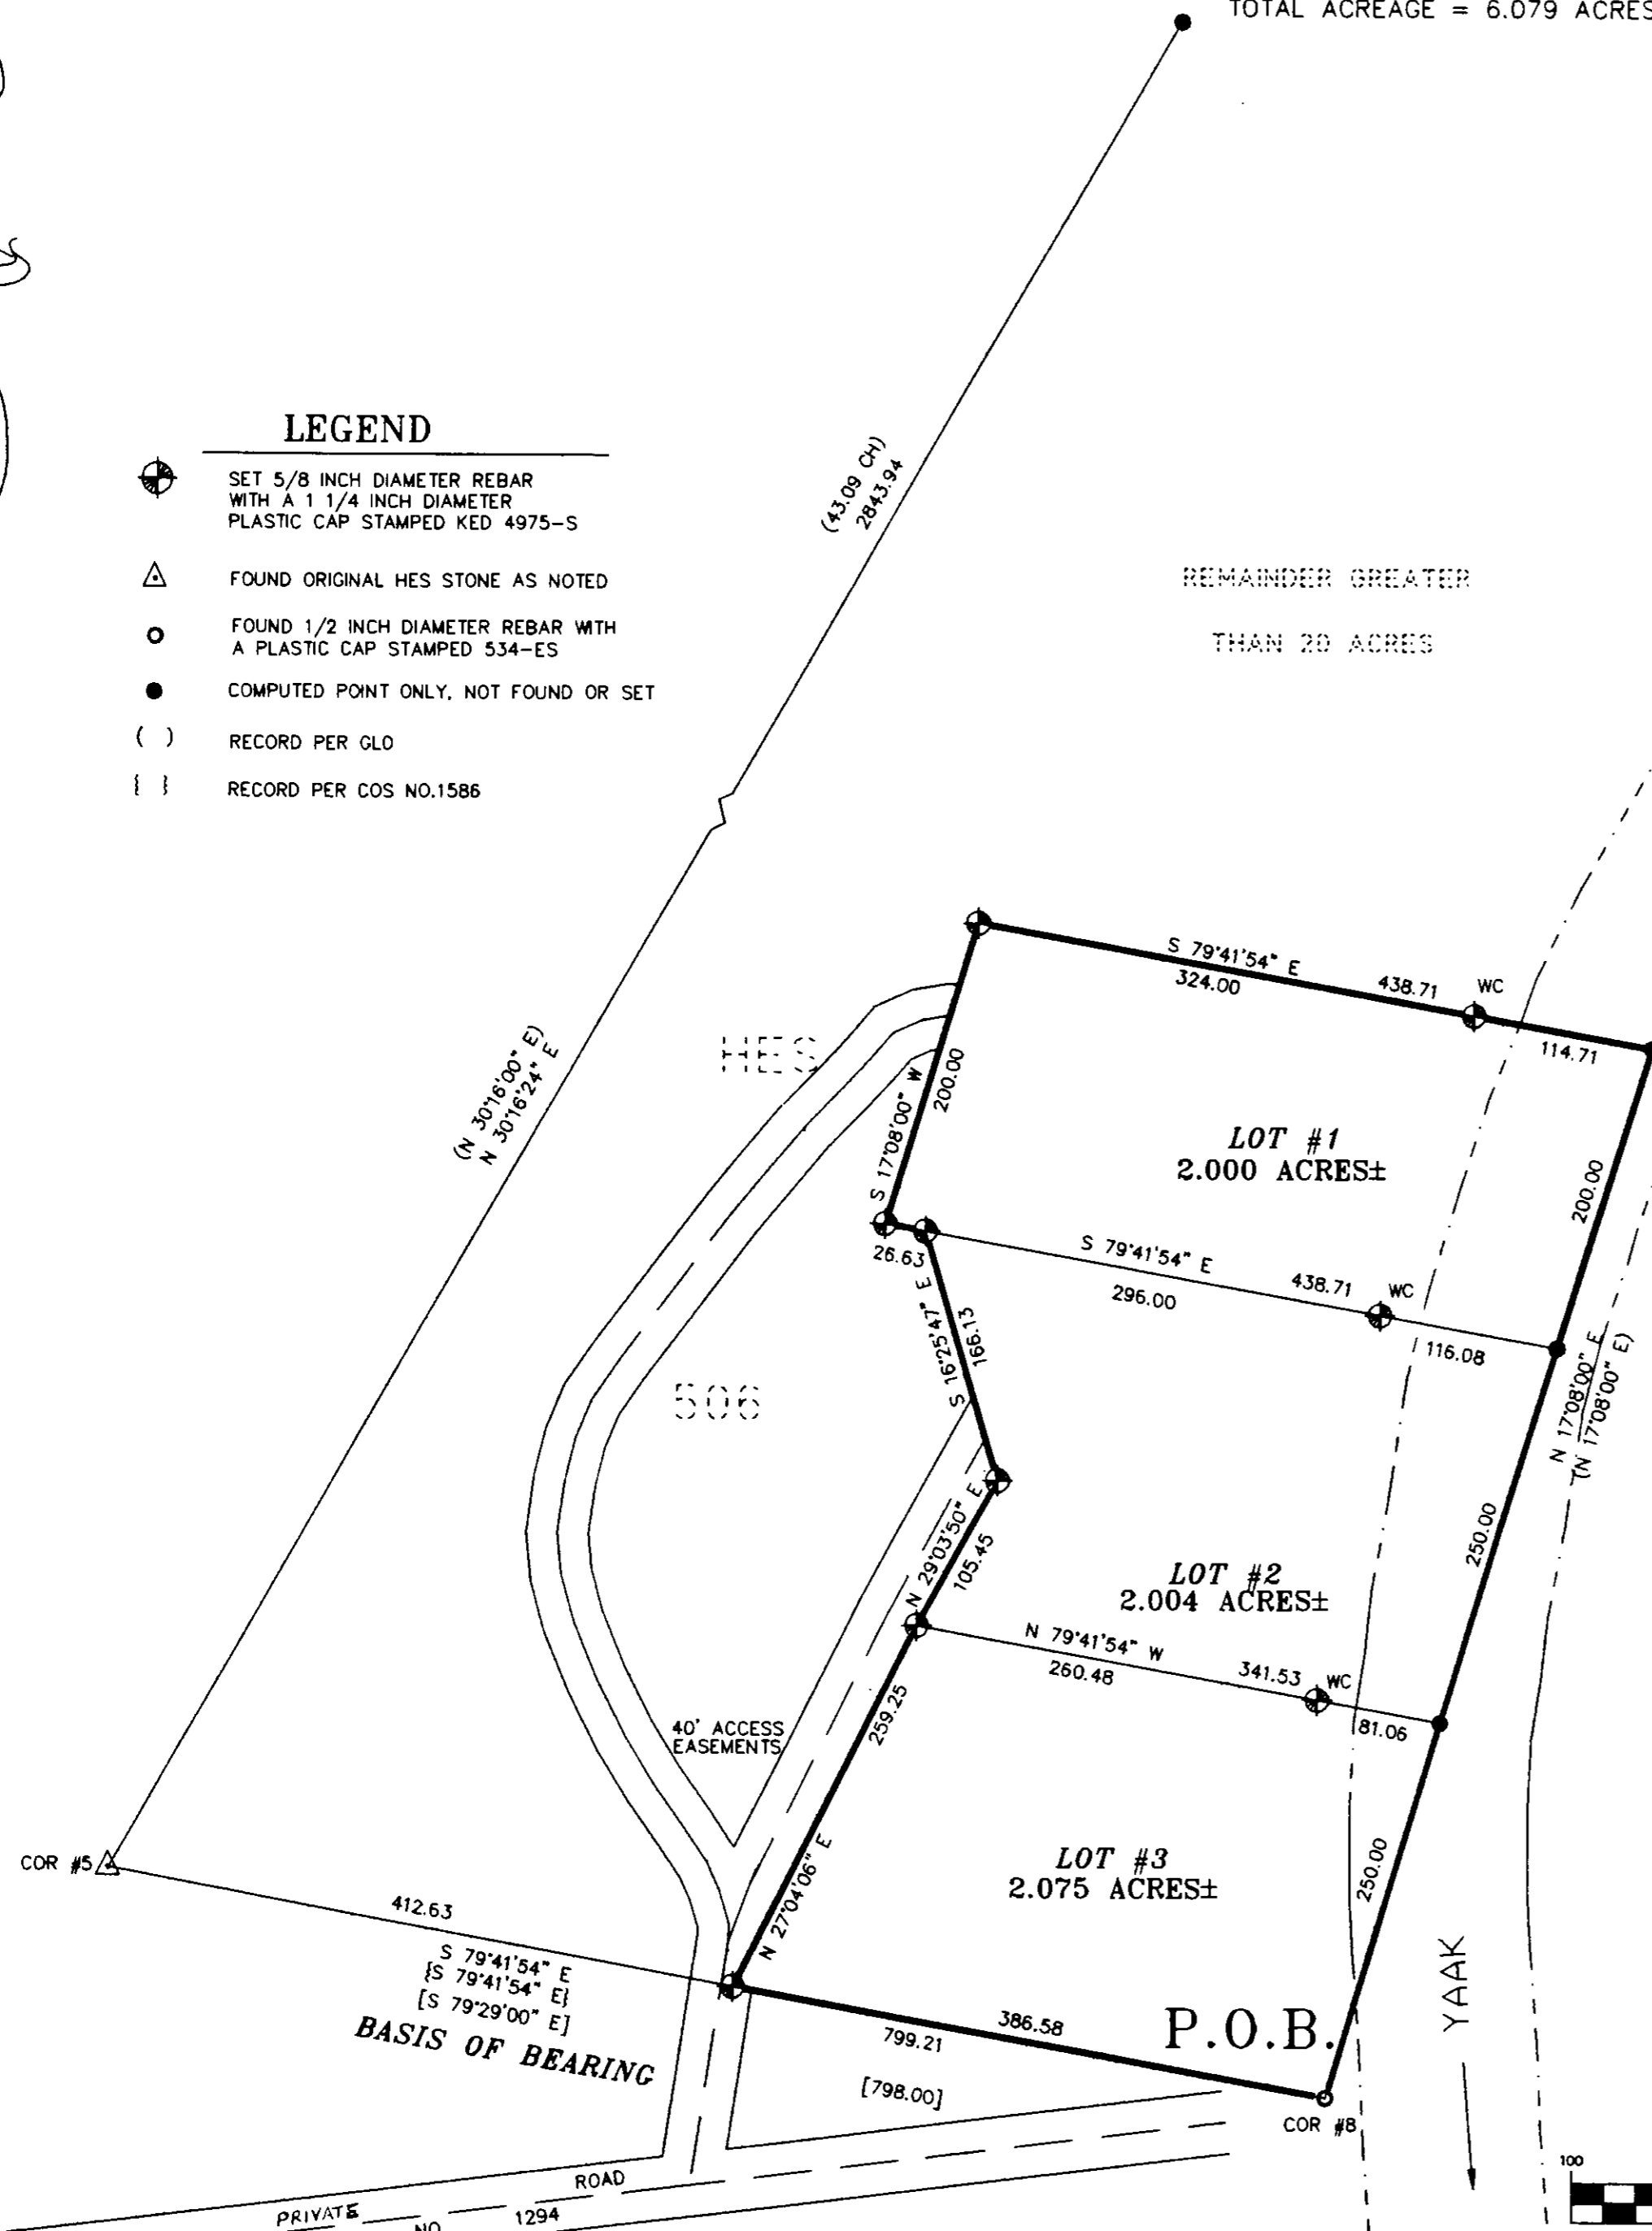 TOTAL ACREAGE = 6.079 ACRES
LEGEND
SET 5/8 INCH DIAMETER REBAR
WITH A 1 1/4 INCH DIAMETER
PLASTIC CAP STAMPED KED 4975-S
FOUND ORIGINAL HES STONE AS NOTED
FOUND 1/2 INCH DIAMETER REBAR WITH
A PLASTIC CAP STAMPED 534-ES
COMPUTED POINT ONLY, NOT FOUND OR SET
( ) RECORD PER GLO
{ } RECORD PER COS NO.1586
(43.09 CH)
2843.94
REMAINDER GREATER
THAN 20 ACRES
(N 30°16'00" E)
N 30°16'24" E
HES
506
S 79°41'54" E
324.00
438.71
WC
114.71
S 17°08'00" W
200.00
LOT #1
2.000 ACRES±
200.00
26.63
S 79°41'54" E
296.00
438.71
WC
116.08
S 16°25'47" E
166.13
N 17°08'00" E
(N 17°08'00" E)
N 29°03'50" E
105.45
250.00
LOT #2
2.004 ACRES±
N 79°41'54" W
260.48
341.53
WC
81.06
259.25
N 27°04'06" E
40' ACCESS
EASEMENTS
LOT #3
2.075 ACRES±
250.00
COR #5
412.63
S 79°41'54" E
{S 79°41'54" E}
[S 79°29'00" E]
BASIS OF BEARING
386.58
799.21
[798.00]
P.O.B.
COR #8
YAAK
100
PRIVATE ROAD
NO. 1294